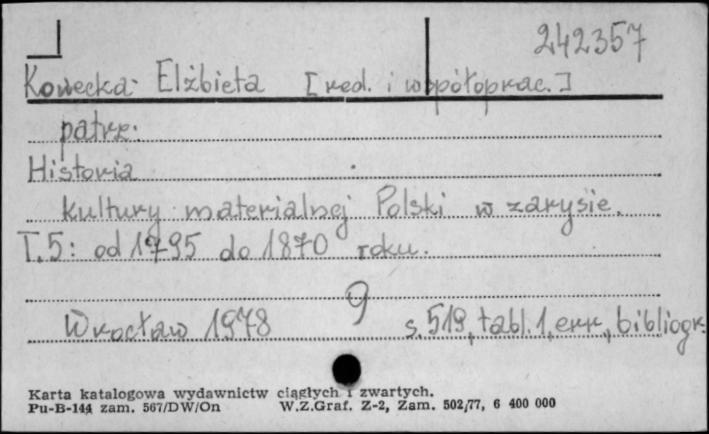 242357
Kowecka Elżbieta [red. i współoprac.]
patrz:
Historia
kultury materialnej Polski w zarysie.
T.5: od 1795 do 1870 roku.
9
Wrocław 1978 s. 519, tabl. 1, err., bibliogr.
Karta katalogowa wydawnictw ciągłych i zwartych.
Pu-B-144 zam. 567/DW/On W.Z.Graf. Z-2, Zam. 502/77, 6 400 000